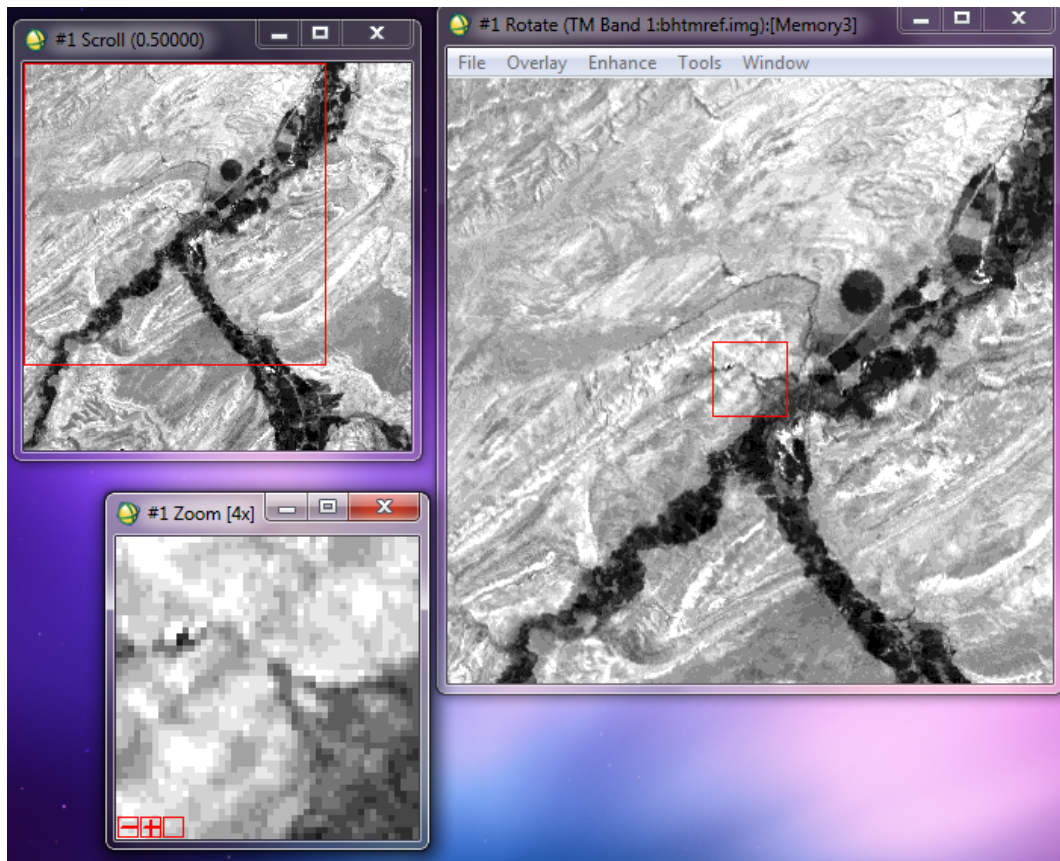 #1 Scroll (0.50000)
#1 Rotate (TM Band 1:bhtmref.img):[Memory3]
File Overlay Enhance Tools Window
#1 Zoom [4x]